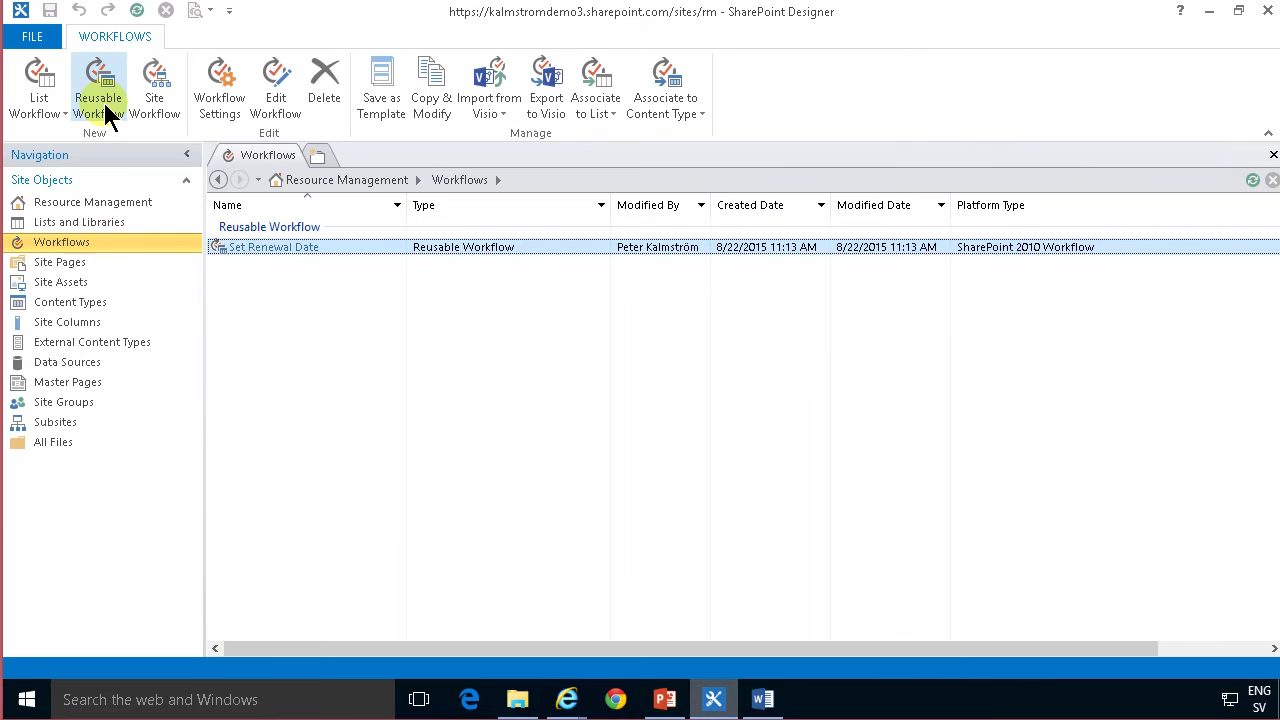 https://kalmstromdemo3.sharepoint.com/sites/rm - SharePoint Designer
?
FILE
WORKFLOWS
List Workflow
Reusable Workflow
Site Workflow
Workflow Settings
Edit Workflow
Delete
Save as Template
Copy & Modify
Import from Visio
Export to Visio
Associate to List
Associate to Content Type
New
Edit
Manage
Navigation
Site Objects
Resource Management
Lists and Libraries
Workflows
Site Pages
Site Assets
Content Types
Site Columns
External Content Types
Data Sources
Master Pages
Site Groups
Subsites
All Files
Workflows
Resource Management
Workflows
Name
Type
Modified By
Created Date
Modified Date
Platform Type
Reusable Workflow
Set Renewal Date
Reusable Workflow
Peter Kalmström
8/22/2015 11:13 AM
8/22/2015 11:13 AM
SharePoint 2010 Workflow
Search the web and Windows
ENG
SV